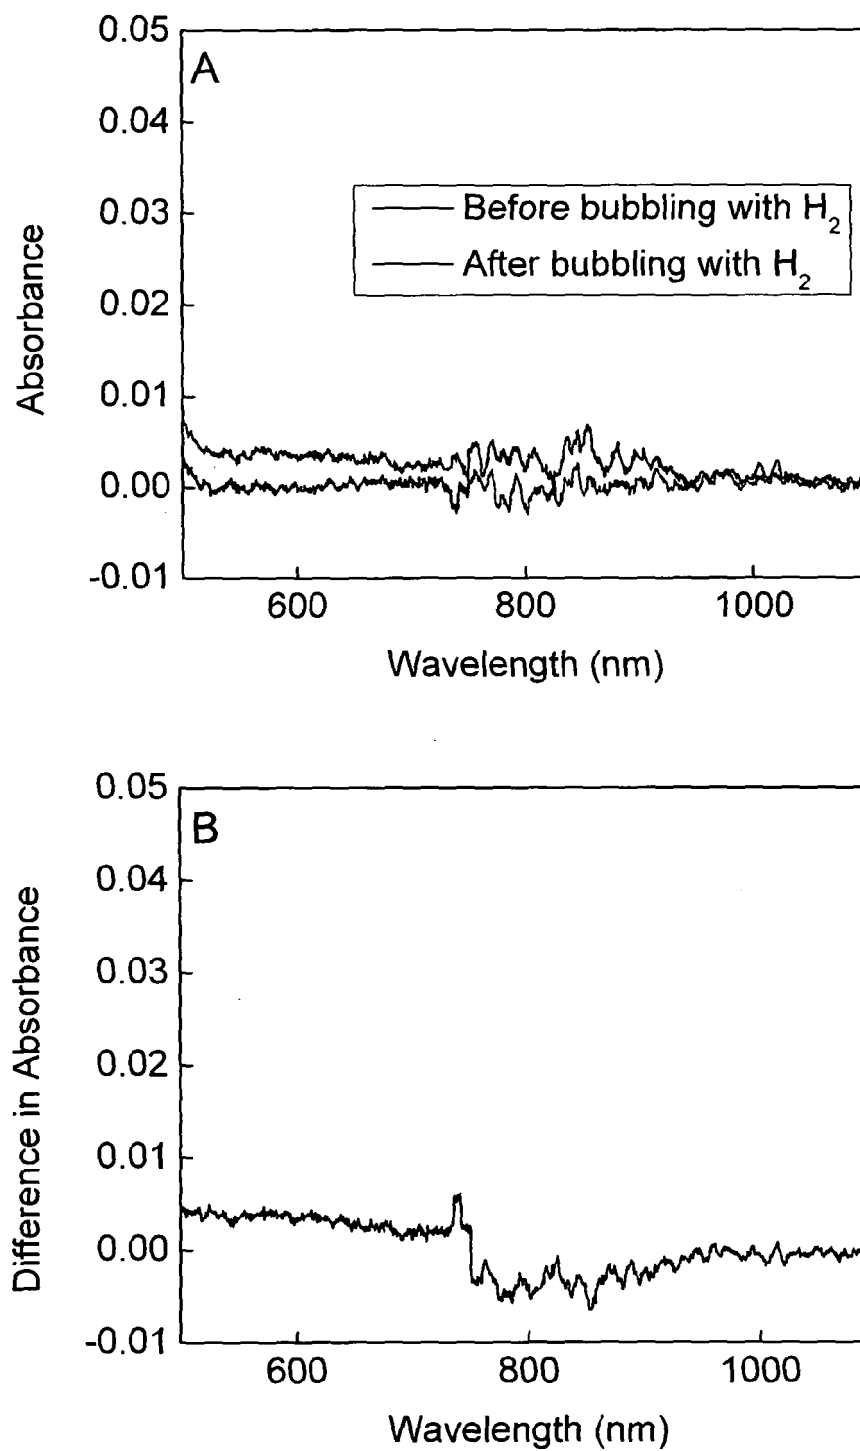 A
0.05
0.04
0.03
0.02
0.01
0.00
-0.01
Absorbance
Before bubbling with H2
After bubbling with H2
600
800
1000
Wavelength (nm)
B
0.05
0.04
0.03
0.02
0.01
0.00
-0.01
Difference in Absorbance
600
800
1000
Wavelength (nm)